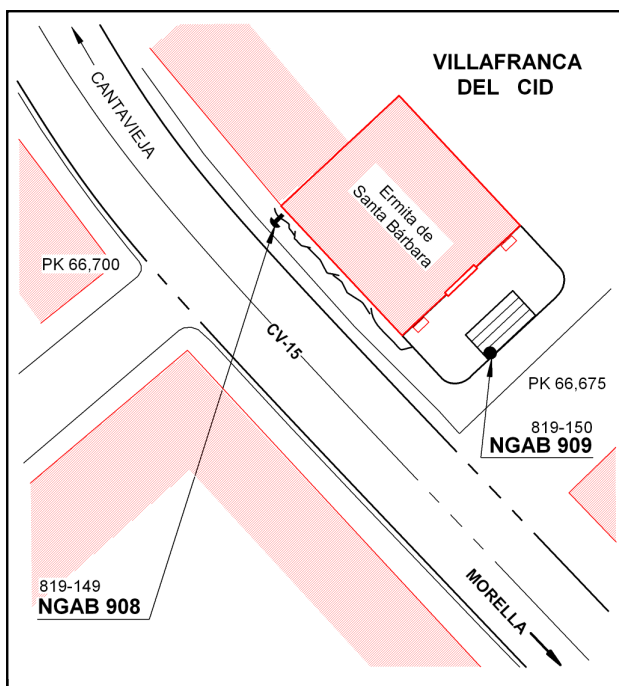 VILLAFRANCA
DEL CID
CANTAVIEJA
Ermita de
Santa Bárbara
PK 66,700
CV-15
PK 66,675
819-150
NGAB 909
819-149
NGAB 908
MORELLA